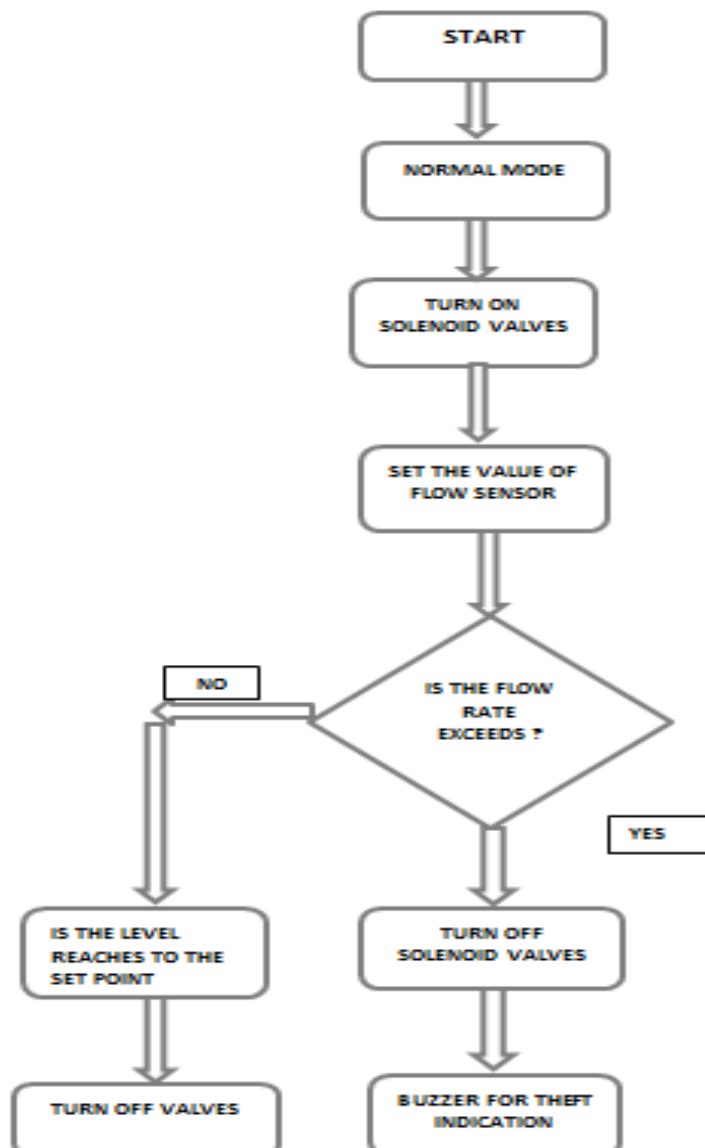 START
NORMAL MODE
TURN ON
SOLENOID VALVES
SET THE VALUE OF
FLOW SENSOR
IS THE FLOW
RATE
EXCEEDS ?
NO
YES
IS THE LEVEL
REACHES TO THE
SET POINT
TURN OFF
SOLENOID VALVES
TURN OFF VALVES
BUZZER FOR THEFT
INDICATION